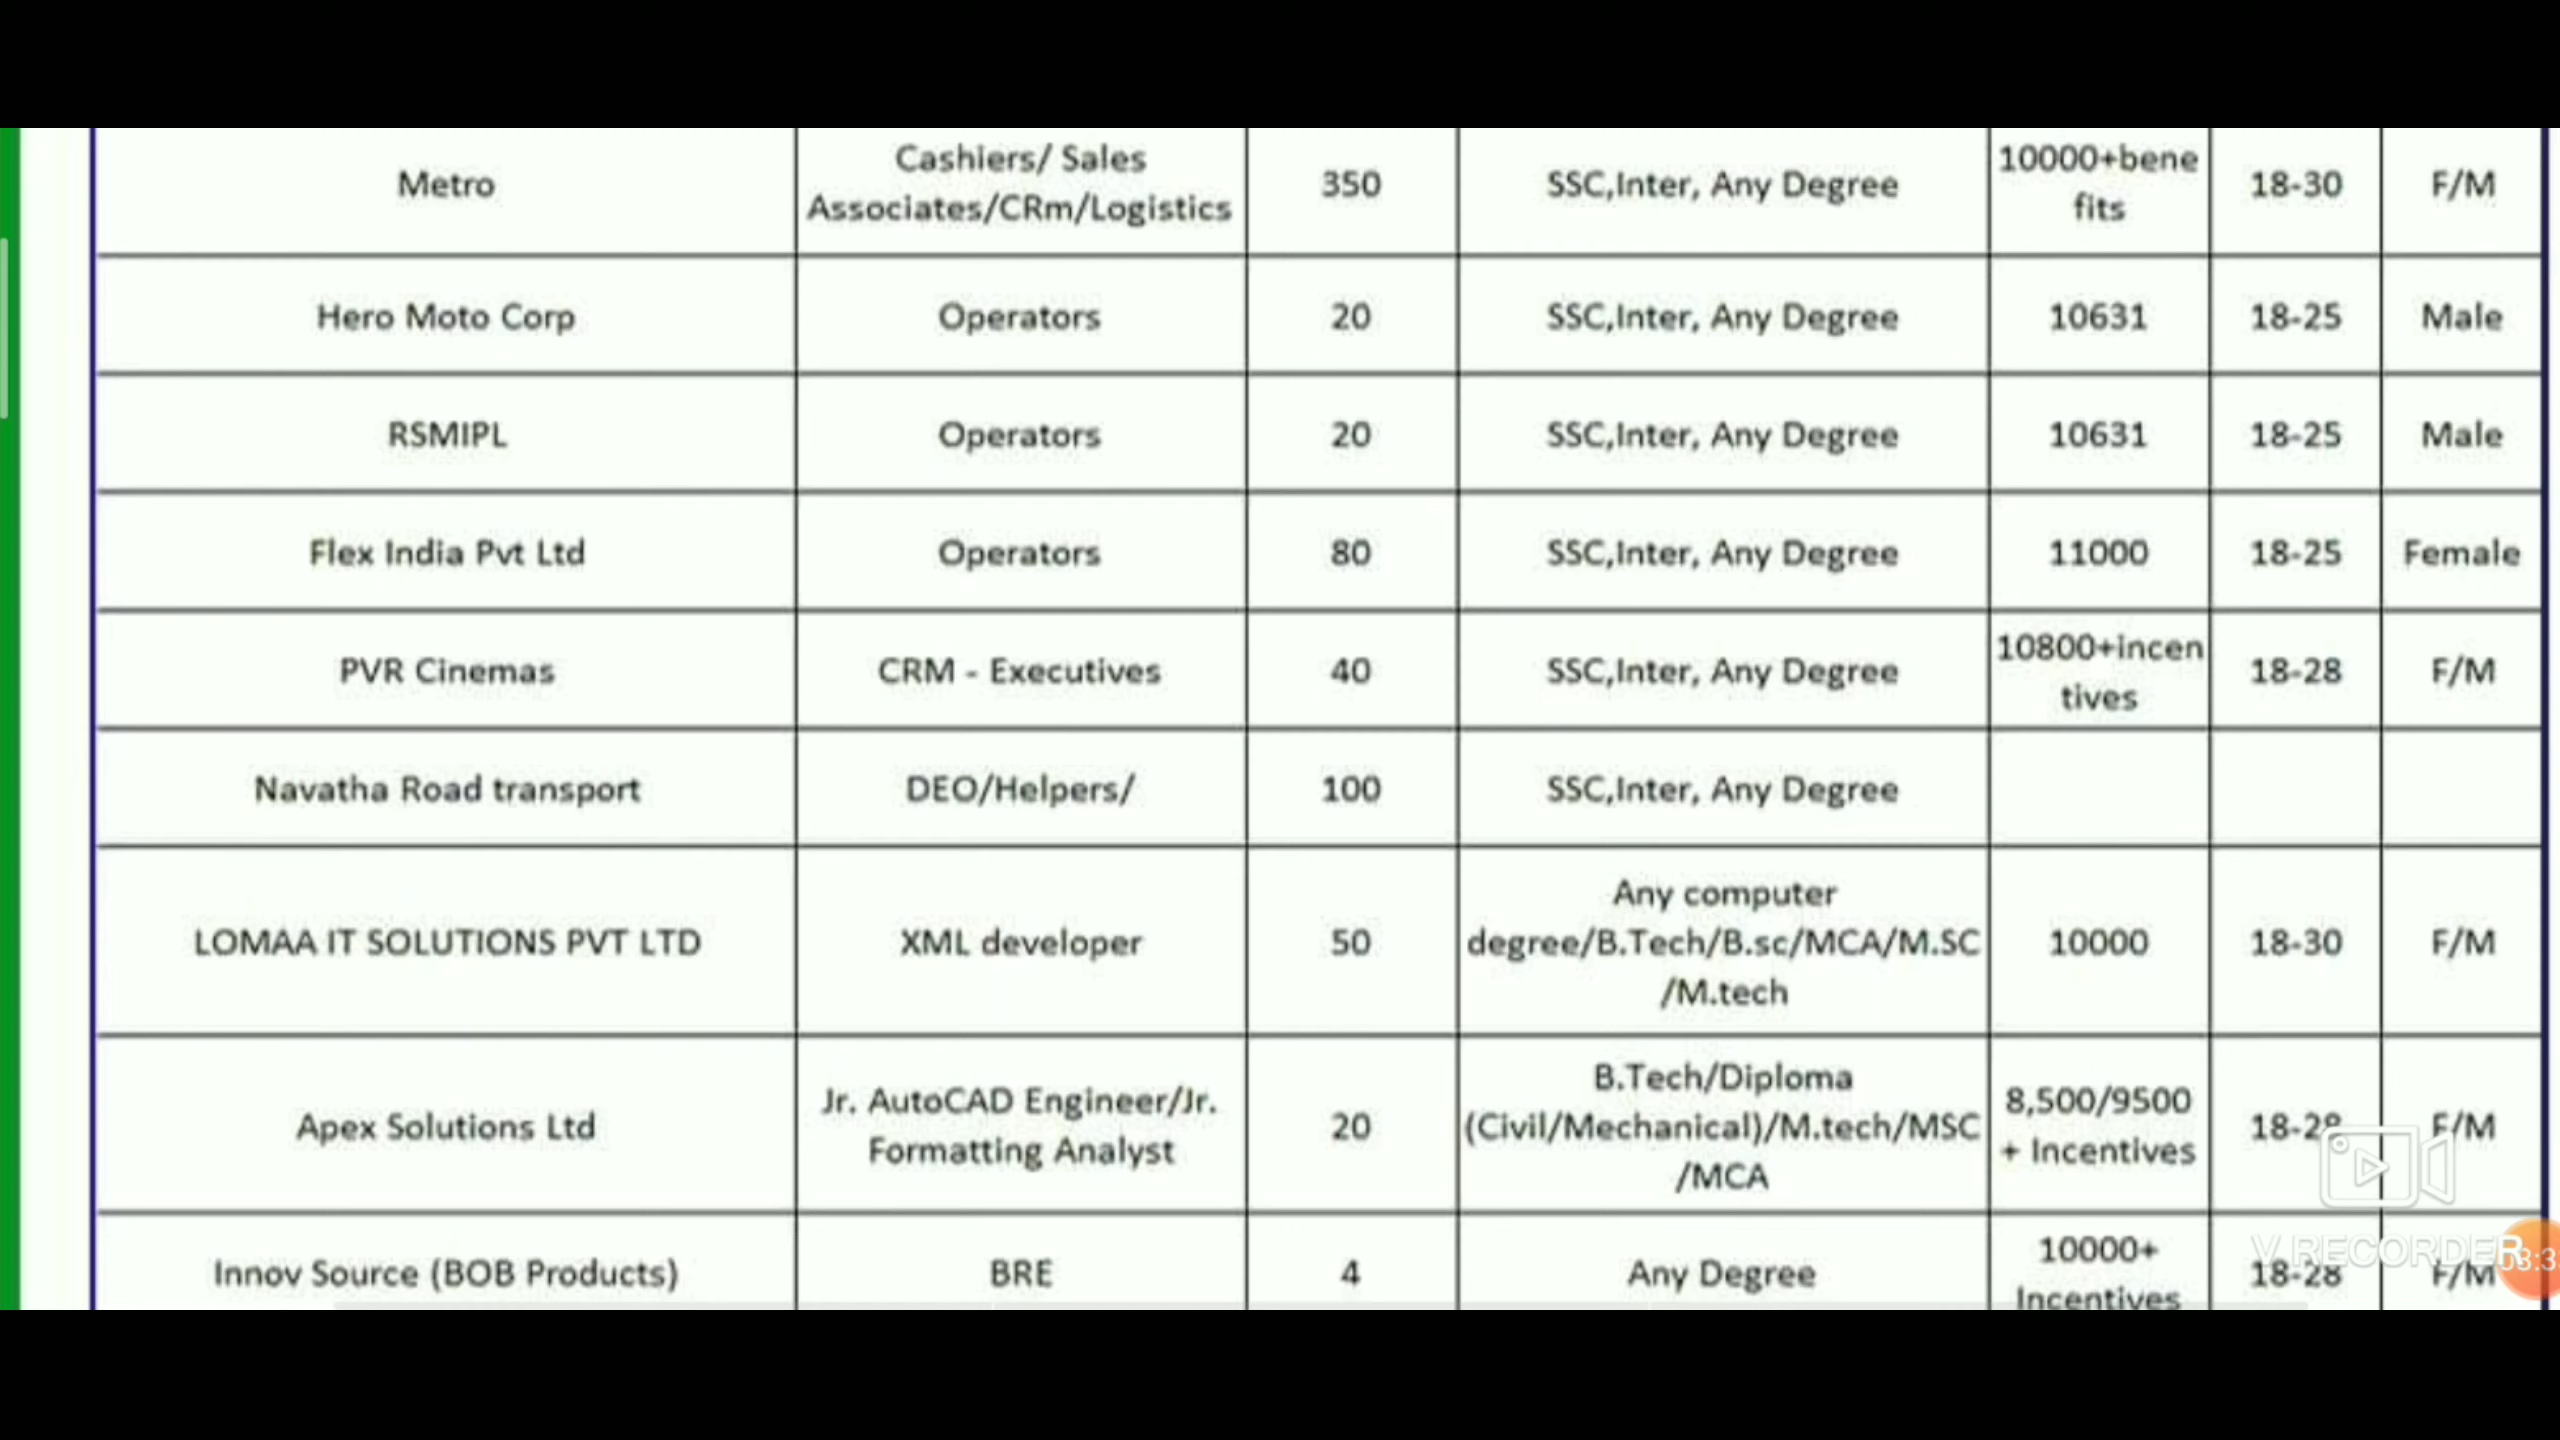 Metro
Cashiers/ Sales
Associates/CRm/Logistics
350
SSC,Inter, Any Degree
10000+bene
fits
18-30
F/M
Hero Moto Corp
Operators
20
SSC,Inter, Any Degree
10631
18-25
Male
RSMIPL
Operators
20
SSC,Inter, Any Degree
10631
18-25
Male
Flex India Pvt Ltd
Operators
80
SSC,Inter, Any Degree
11000
18-25
Female
PVR Cinemas
CRM - Executives
40
SSC,Inter, Any Degree
10800+incen
tives
18-28
F/M
Navatha Road transport
DEO/Helpers/
100
SSC,Inter, Any Degree
LOMAA IT SOLUTIONS PVT LTD
XML developer
50
Any computer
degree/B.Tech/B.sc/MCA/M.SC
/M.tech
10000
18-30
F/M
Apex Solutions Ltd
Jr. AutoCAD Engineer/Jr.
Formatting Analyst
20
B.Tech/Diploma
(Civil/Mechanical)/M.tech/MSC
/MCA
8,500/9500
+ Incentives
18-28
F/M
Innov Source (BOB Products)
BRE
4
Any Degree
10000+
Incentives
18-28
F/M
V RECORDER